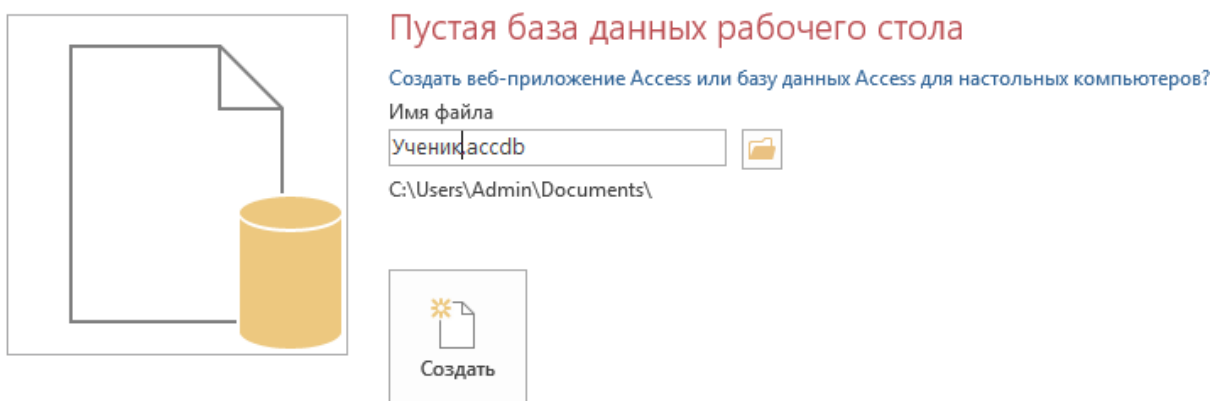 Пустая база данных рабочего стола
Создать веб-приложение Access или базу данных Access для настольных компьютеров?
Имя файла
Ученик.accdb
C:\Users\Admin\Documents\
Создать